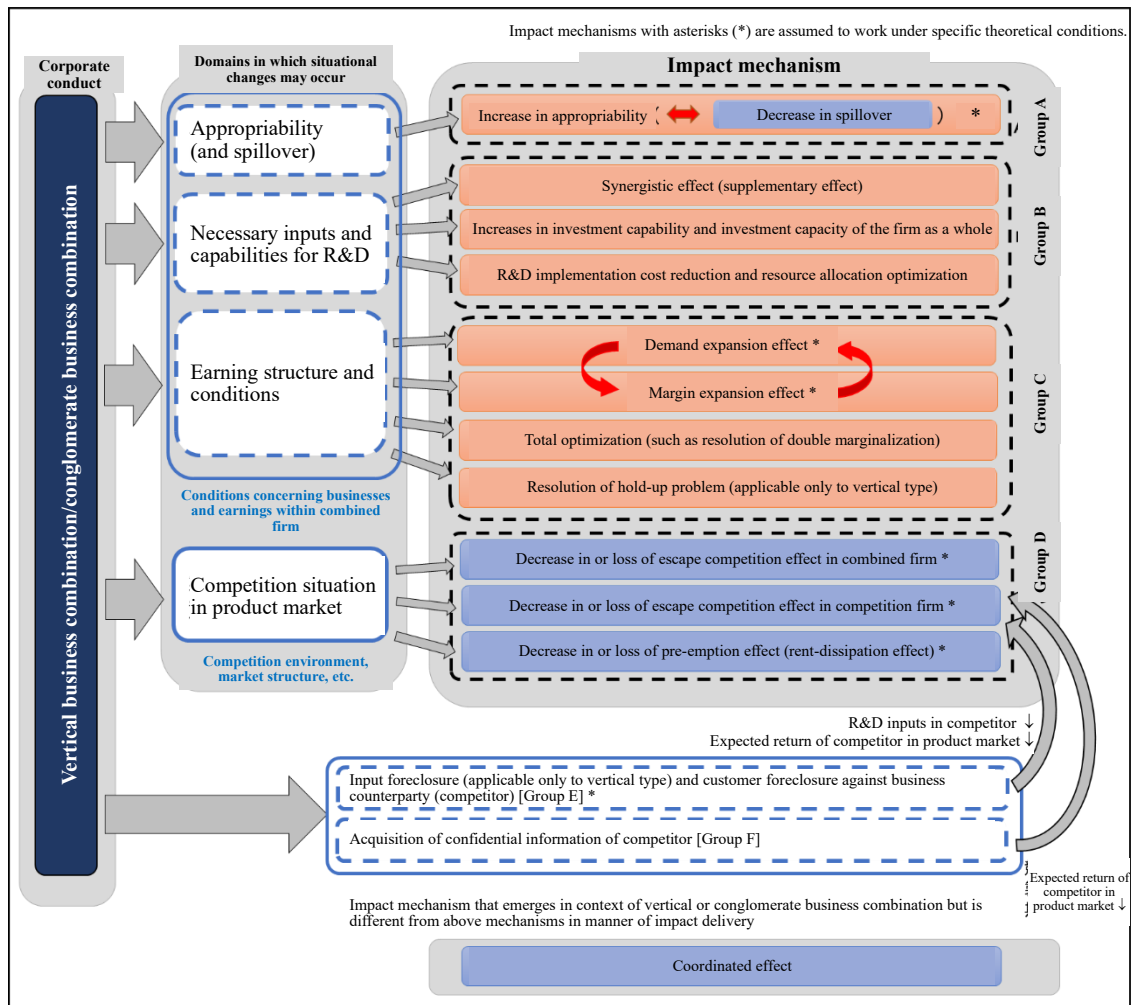 Impact mechanisms with asterisks (*) are assumed to work under specific theoretical conditions.
Corporate
conduct
Domains in which situational
changes may occur
Impact mechanism
Vertical business combination/conglomerate business combination
Appropriability
(and spillover)
Increase in appropriability ( Decrease in spillover ) *
Group A
Necessary inputs and
capabilities for R&D
Synergistic effect (supplementary effect)
Increases in investment capability and investment capacity of the firm as a whole
R&D implementation cost reduction and resource allocation optimization
Group B
Earning structure and
conditions
Demand expansion effect *
Margin expansion effect *
Total optimization (such as resolution of double marginalization)
Resolution of hold-up problem (applicable only to vertical type)
Group C
Conditions concerning businesses
and earnings within combined
firm
Competition situation
in product market
Decrease in or loss of escape competition effect in combined firm *
Decrease in or loss of escape competition effect in competition firm *
Decrease in or loss of pre-emption effect (rent-dissipation effect) *
Group D
Competition environment,
market structure, etc.
R&D inputs in competitor ↓
Expected return of competitor in product market ↓
Input foreclosure (applicable only to vertical type) and customer foreclosure against business
counterparty (competitor) [Group E] *
Acquisition of confidential information of competitor [Group F]
Expected return of
competitor in
product market ↓
Impact mechanism that emerges in context of vertical or conglomerate business combination but is
different from above mechanisms in manner of impact delivery
Coordinated effect